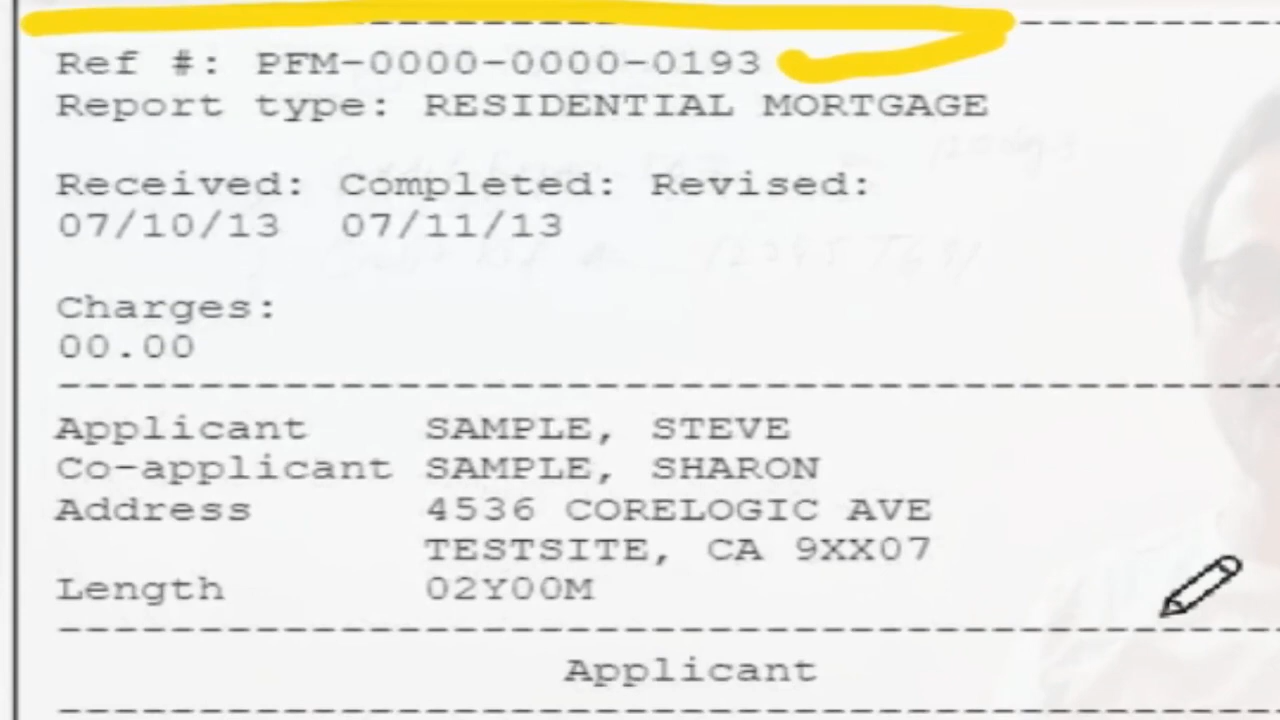 Ref #: PFM-0000-0000-0193
Report type: RESIDENTIAL MORTGAGE
Received: Completed: Revised:
07/10/13 07/11/13
Charges:
00.00
Applicant SAMPLE, STEVE
Co-applicant SAMPLE, SHARON
Address 4536 CORELOGIC AVE
TESTSITE, CA 9XX07
Length 02Y00M
Applicant